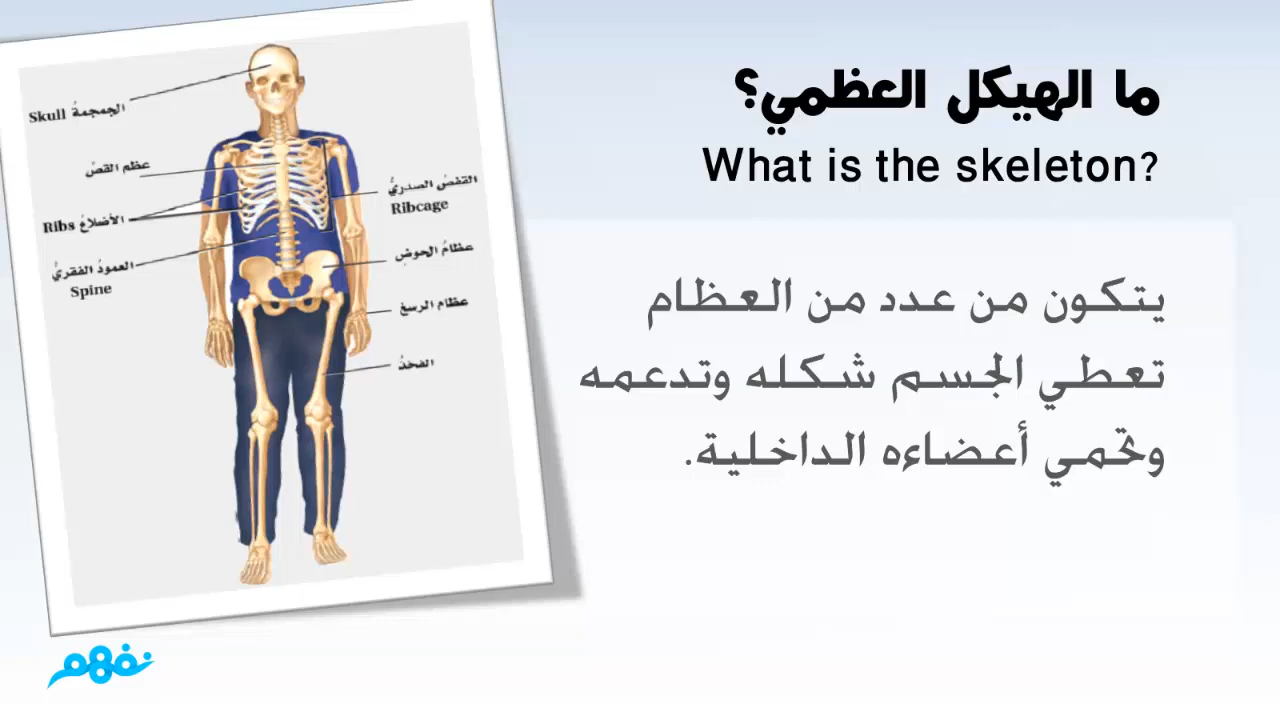 ما الهيكل العظمي؟
What is the skeleton?
يتكون من عدد من العظام
تعطي الجسم شكله وتدعمه
وتحمي أعضاءه الداخلية.
Skull الجمجمةُ
عظم القصّ
Ribs الأضلاعُ
العمودُ الفقريُّ
Spine
القفصُ الصدريُّ
Ribcage
عظامُ الحوضِ
عظام الرسغ
الفخذُ
نفهم